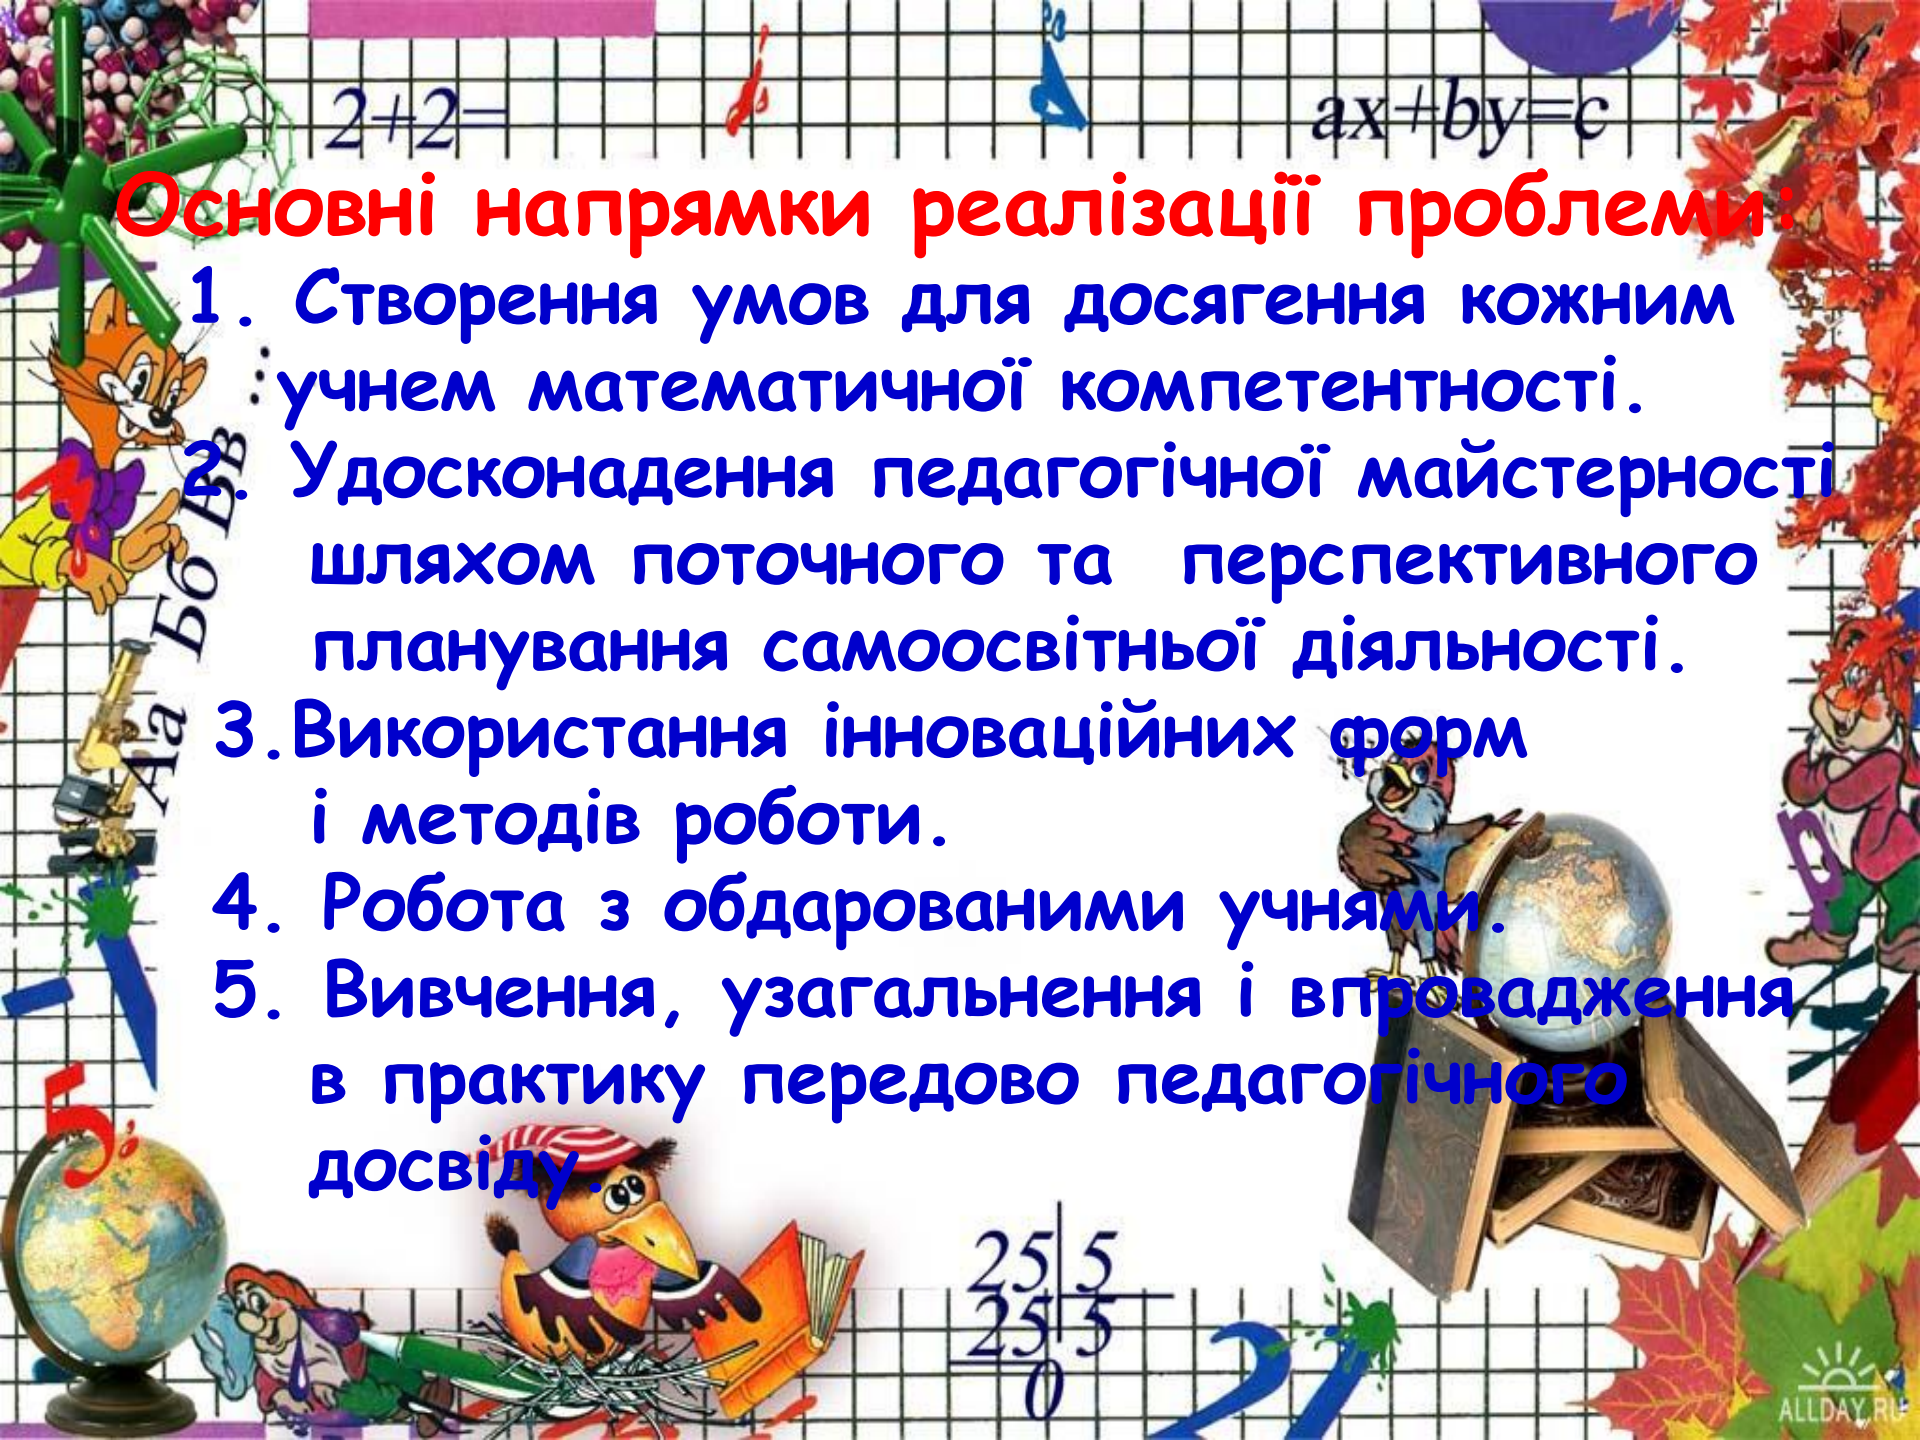 2+2=
ax+by=c
Основні напрямки реалізації проблеми:
1. Створення умов для досягення кожним
учнем математичної компетентності.
2. Удосконадення педагогічної майстерності
шляхом поточного та перспективного
планування самоосвітньої діяльності.
3.Використання інноваційних форм
і методів роботи.
4. Робота з обдарованими учнями.
5. Вивчення, узагальнення і впровадження
в практику передово педагогічного
досвіду.
Аа Бб Вв ...
5
25 5
25 5
0
ALLDAY.RU